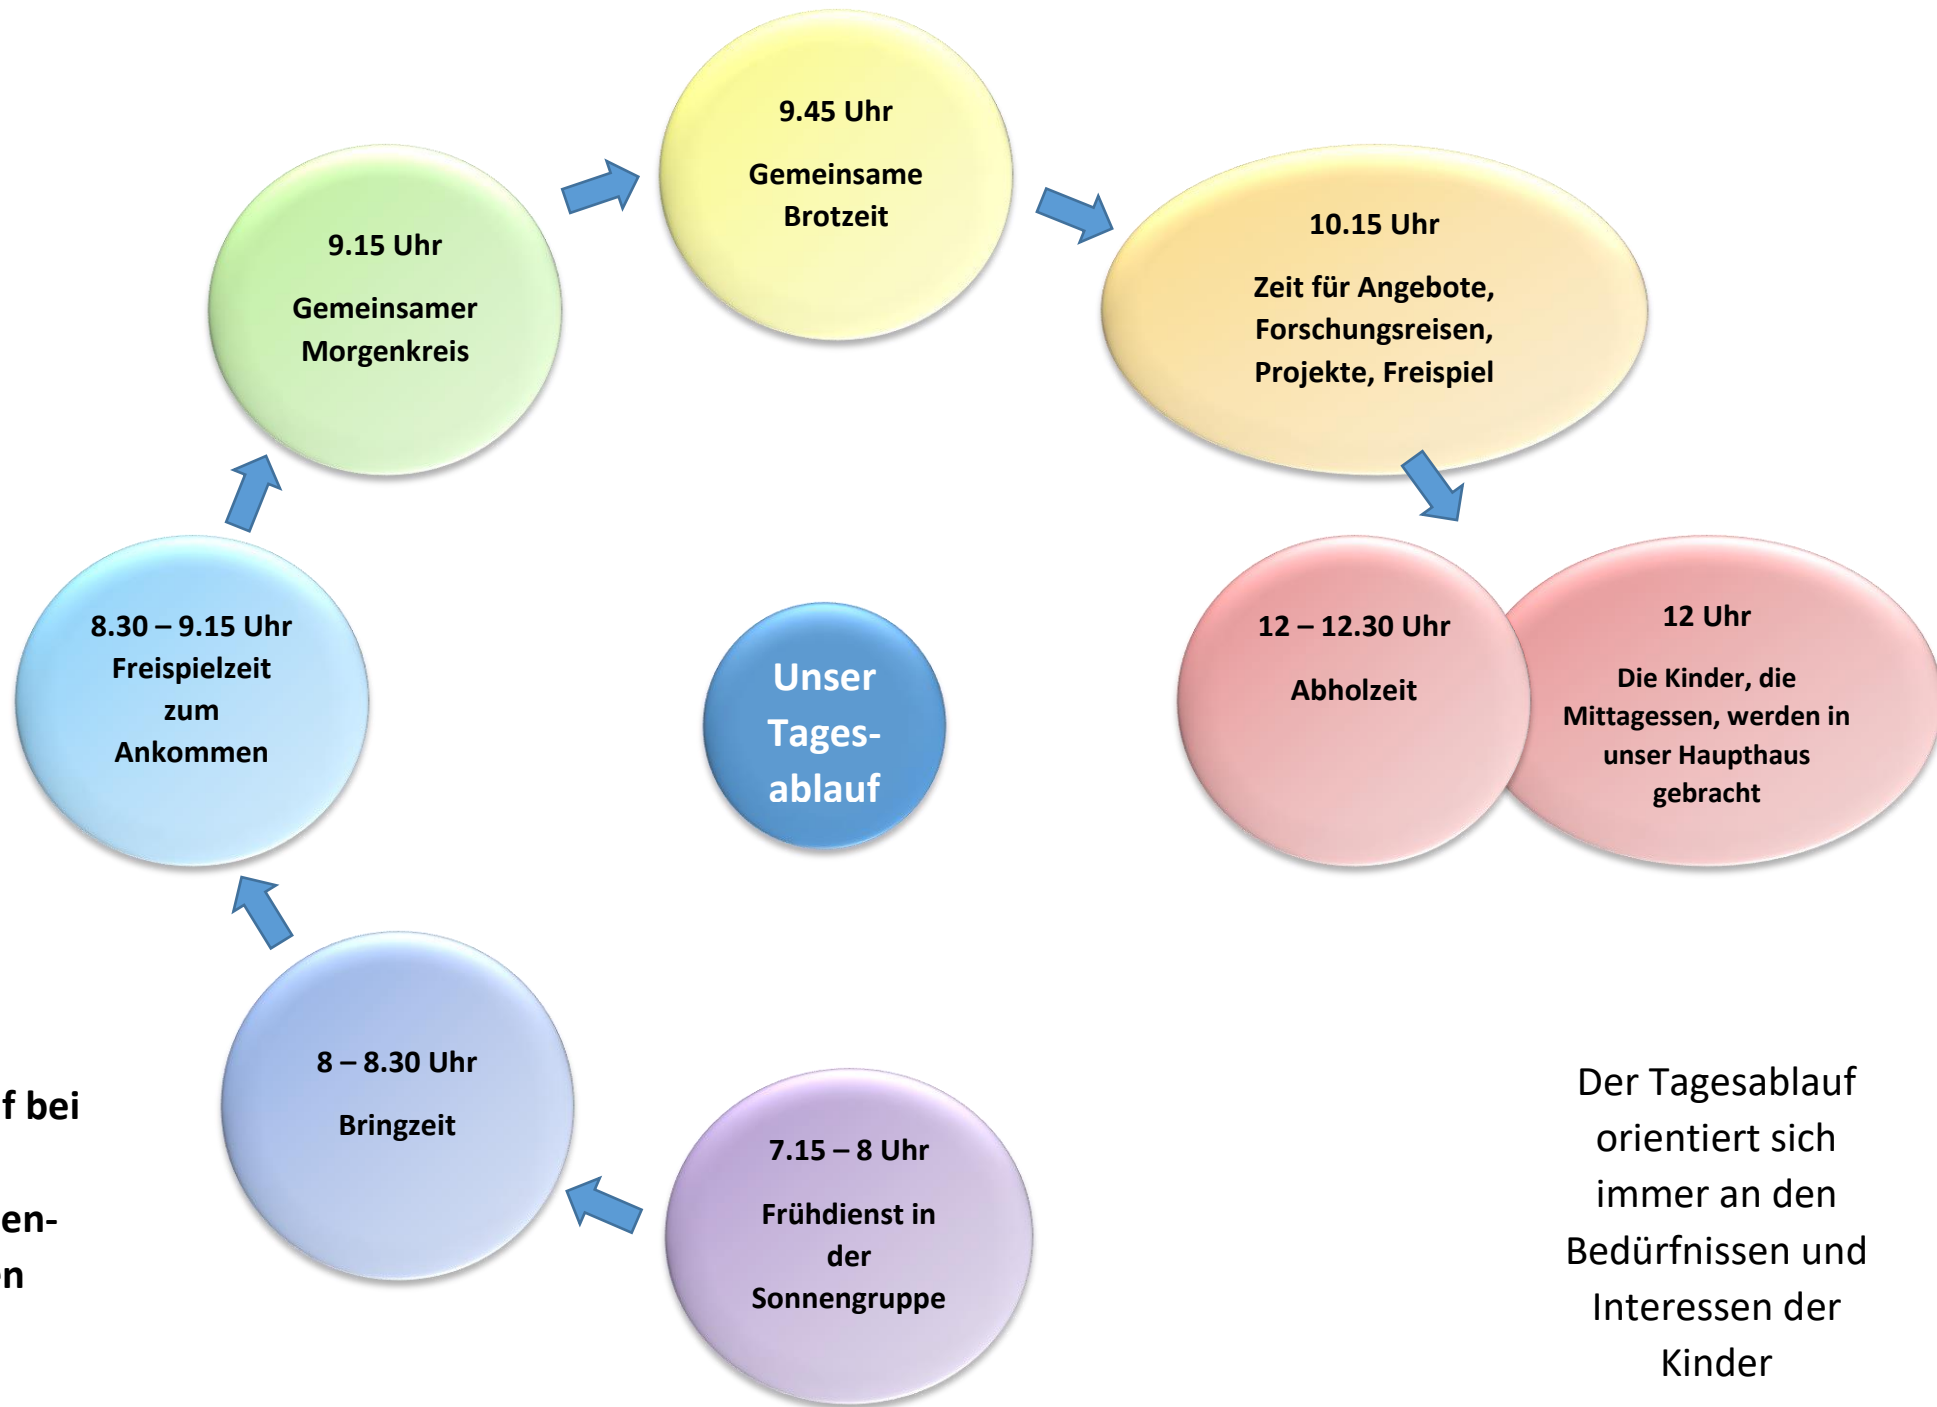 9.45 Uhr
Gemeinsame
Brotzeit
9.15 Uhr
Gemeinsamer
Morgenkreis
10.15 Uhr
Zeit für Angebote,
Forschungsreisen,
Projekte, Freispiel
8.30 – 9.15 Uhr
Freispielzeit
zum
Ankommen
Unser
Tages-
ablauf
12 – 12.30 Uhr
Abholzeit
12 Uhr
Die Kinder, die
Mittagessen, werden in
unser Haupthaus
gebracht
8 – 8.30 Uhr
Bringzeit
7.15 – 8 Uhr
Frühdienst in
der
Sonnengruppe
f bei
en-
n
Der Tagesablauf
orientiert sich
immer an den
Bedürfnissen und
Interessen der
Kinder